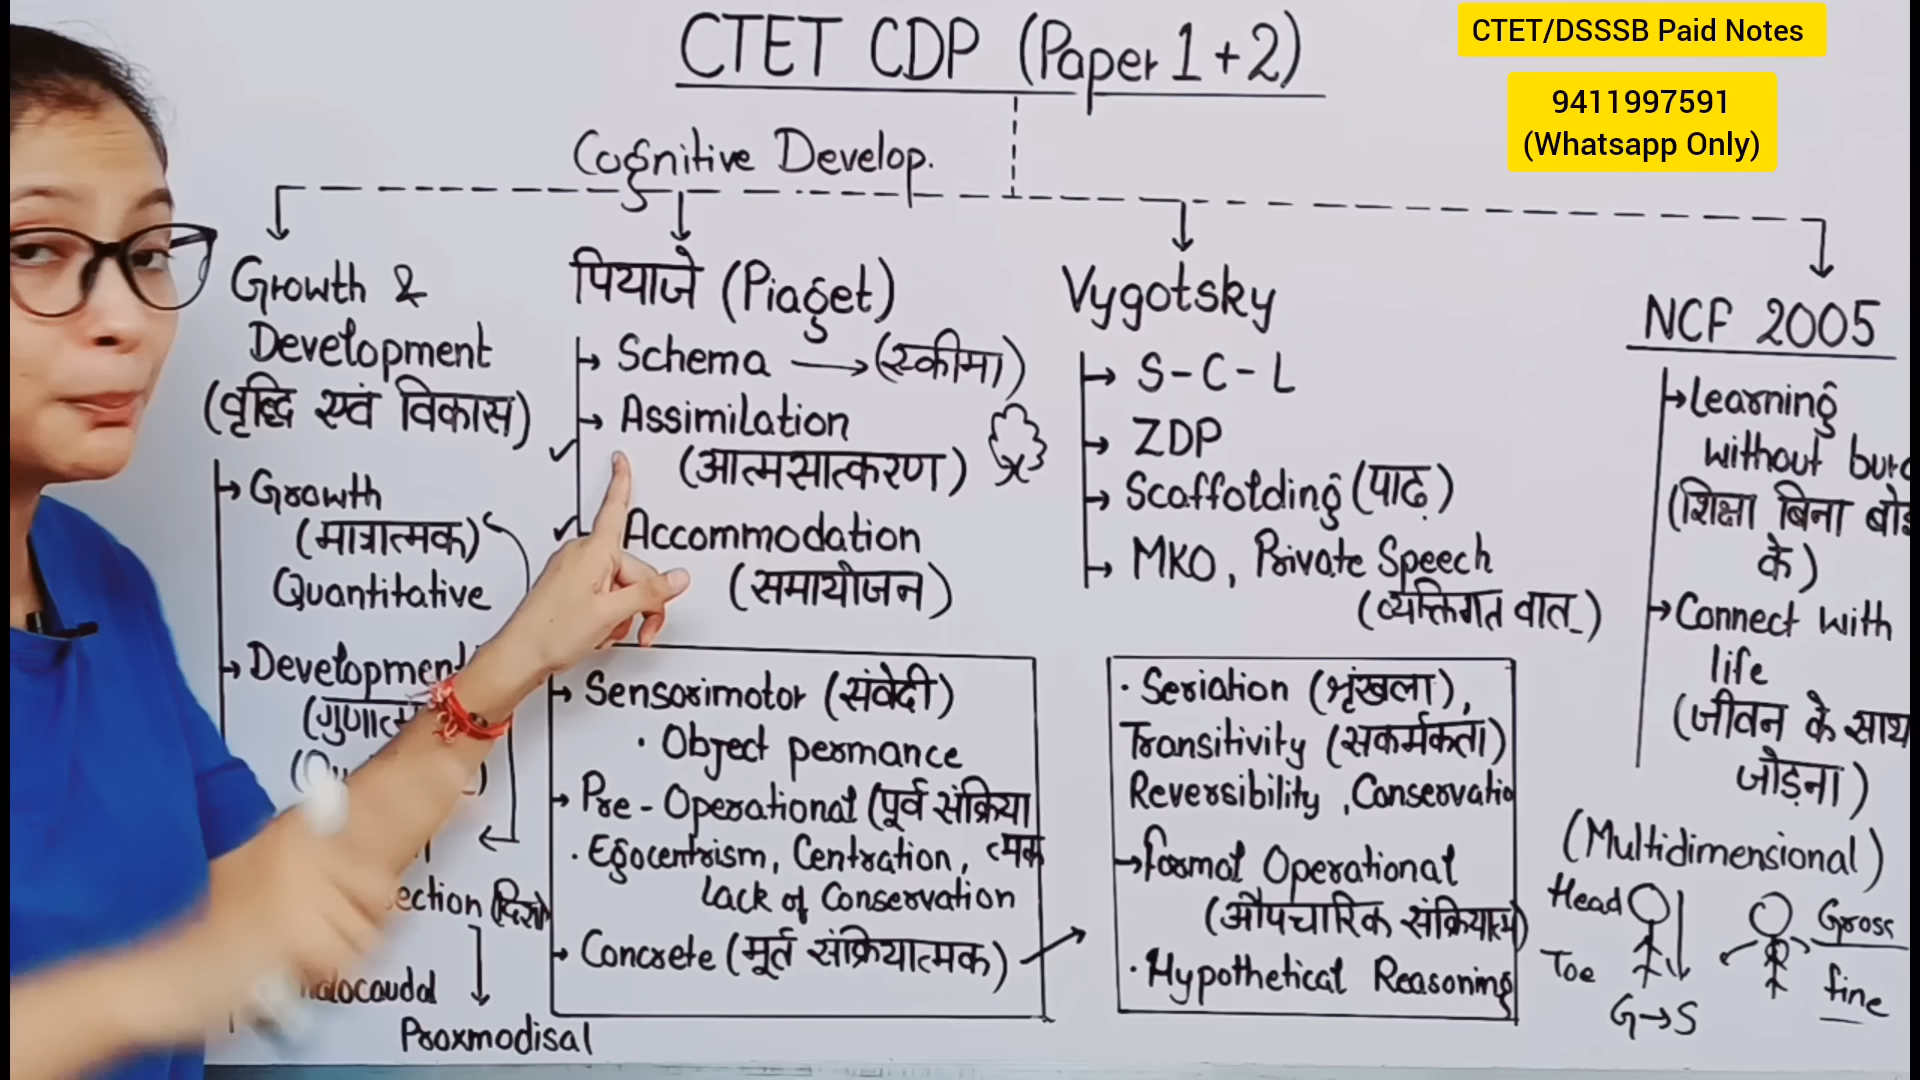 CTET CDP (Paper 1+2)
CTET/DSSSB Paid Notes
9411997591
(Whatsapp Only)
Cognitive Develop.
Growth &
Development
(वृद्धि एवं विकास)
Growth
(मात्रात्मक)
Quantitative
Development
पियाजे (Piaget)
Schema → (स्कीमा)
Assimilation
(आत्मसात्करण)
Accommodation
(समायोजन)
Sensorimotor (संवेदी)
• Object permance
Pre-Operational (पूर्व संक्रिया
त्मक
• Egocentrism, Centration,
Lack of Conservation
Concrete (मूर्त संक्रियात्मक)
Proxmodisal
Vygotsky
S-C-L
ZDP
Scaffolding (पाढ़)
MKO, Private Speech
(व्यक्तिगत वात_)
• Seriation (श्रृंखला),
Transitivity (सकर्मकता)
Reversibility, Conservatio
→ Formal Operational
(औपचारिक संक्रियात्म)
• Hypothetical Reasoning
NCF 2005
Learning
without burd
(शिक्षा बिना बोझ
के)
Connect with
life
(जीवन के साथ
जोड़ना)
(Multidimensional)
Head
Toe
G→S
Gross
fine